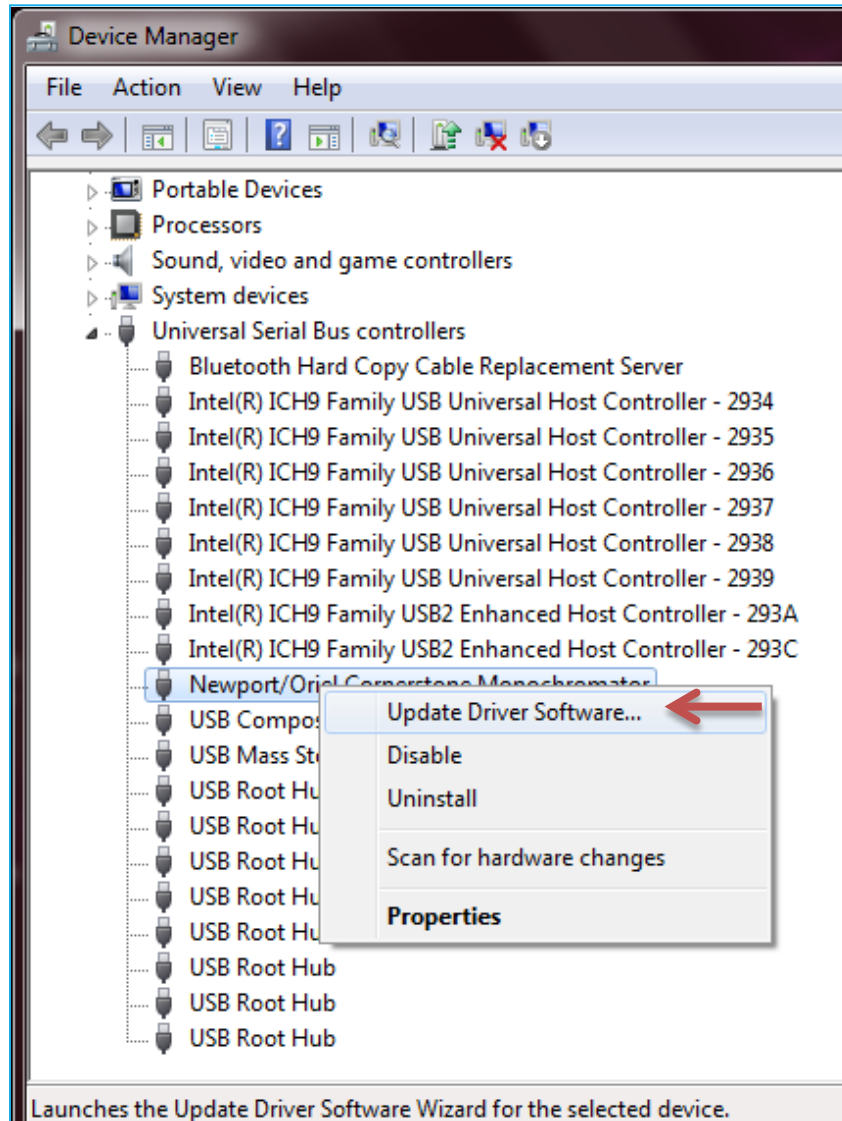 Device Manager
File Action View Help
Portable Devices
Processors
Sound, video and game controllers
System devices
Universal Serial Bus controllers
Bluetooth Hard Copy Cable Replacement Server
Intel(R) ICH9 Family USB Universal Host Controller - 2934
Intel(R) ICH9 Family USB Universal Host Controller - 2935
Intel(R) ICH9 Family USB Universal Host Controller - 2936
Intel(R) ICH9 Family USB Universal Host Controller - 2937
Intel(R) ICH9 Family USB Universal Host Controller - 2938
Intel(R) ICH9 Family USB Universal Host Controller - 2939
Intel(R) ICH9 Family USB2 Enhanced Host Controller - 293A
Intel(R) ICH9 Family USB2 Enhanced Host Controller - 293C
Newport/Oriel Cornerstone Monochromator
USB Compos
USB Mass Sto
USB Root Hu
USB Root Hu
USB Root Hu
USB Root Hu
USB Root Hu
USB Root Hub
USB Root Hub
USB Root Hub
Update Driver Software...
Disable
Uninstall
Scan for hardware changes
Properties
Launches the Update Driver Software Wizard for the selected device.